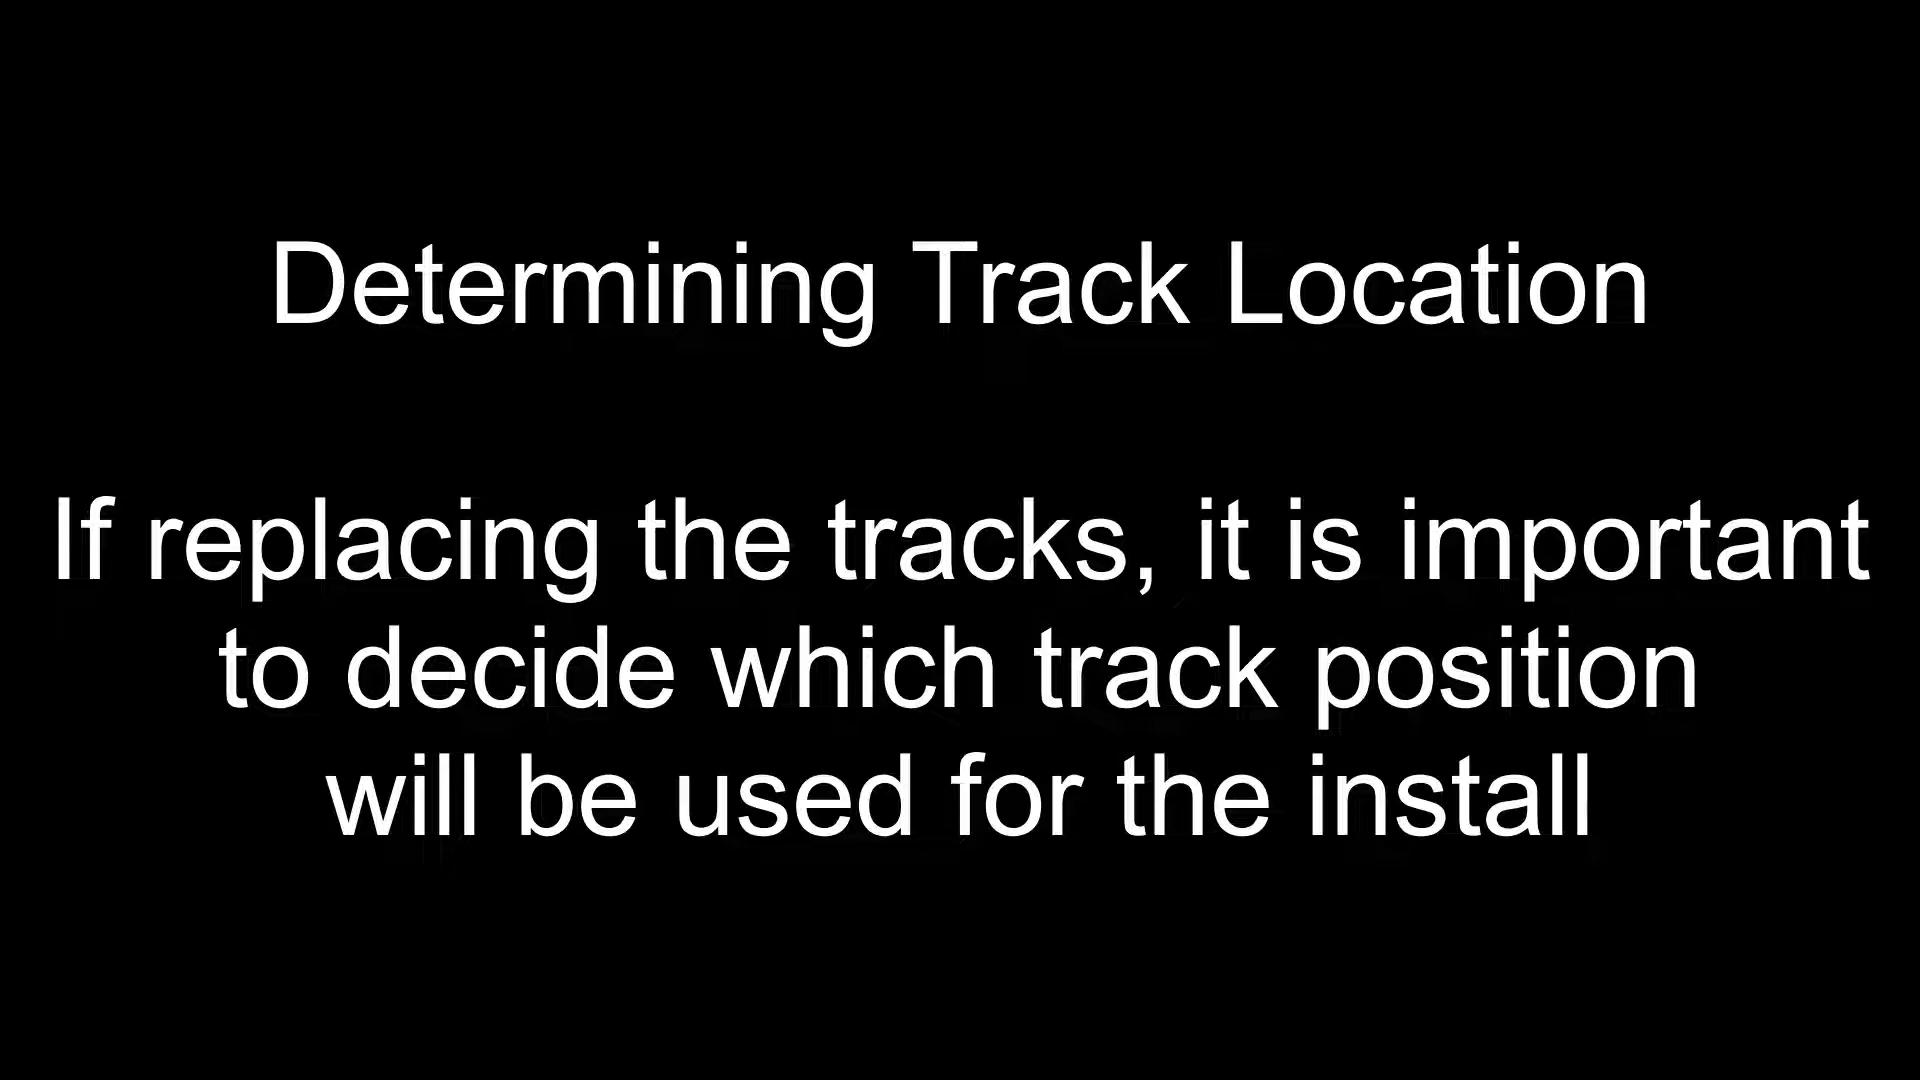 Determining Track Location
If replacing the tracks, it is important
to decide which track position
will be used for the install